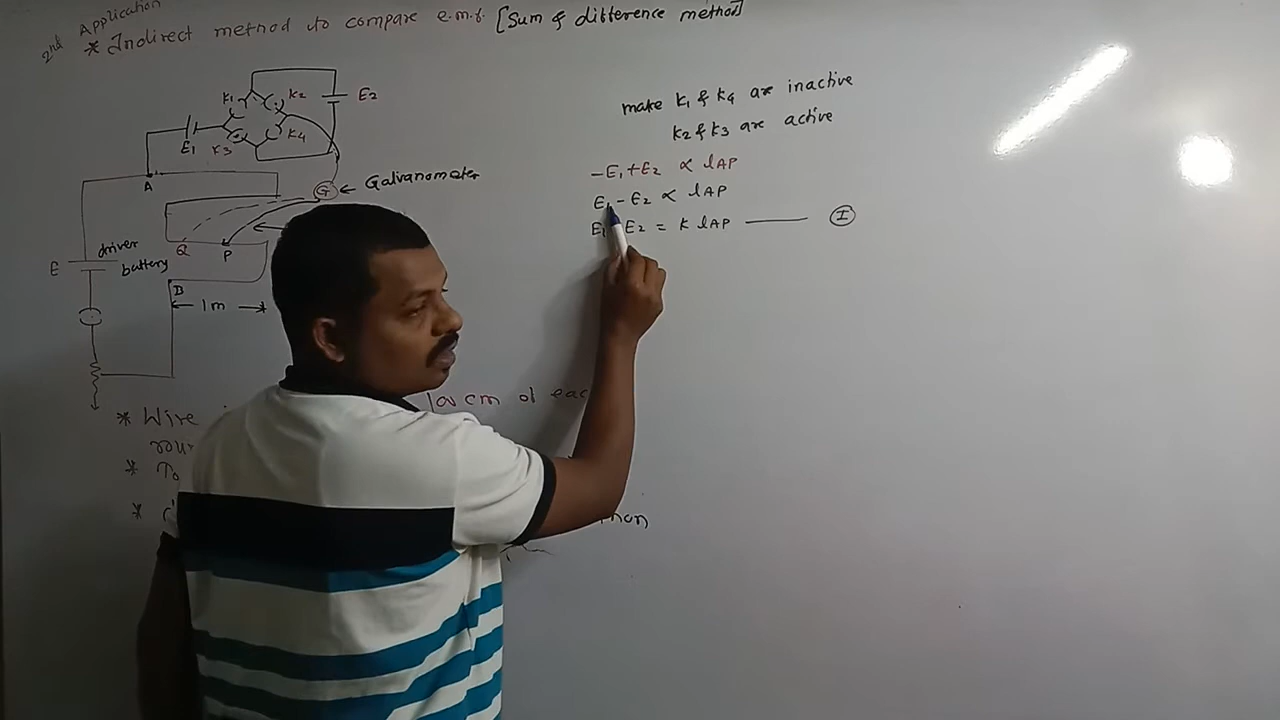 2nd Application
* Indirect method to compare e.m.f. [Sum & difference method]
K1 K2 E2
E1 K3 K4
A
G ← Galvanometer
Q P
E driver
battery
B
← 1m →
make K1 & K4 are inactive
K2 & K3 are active
-E1 + E2 ∝ lAP
E1 - E2 ∝ lAP
E1 E2 = K lAP ——— I
* Wire
cm of eac
* To
*